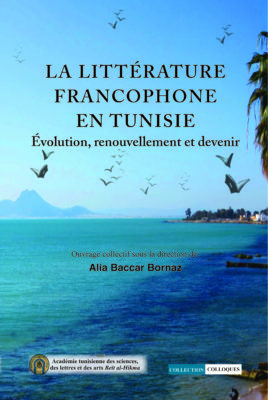 LA LITTÉRATURE
FRANCOPHONE
EN TUNISIE
Évolution, renouvellement et devenir
Ouvrage collectif sous la direction de
Alia Baccar Bornaz
Académie tunisienne des sciences,
des lettres et des arts Beït al-Hikma
COLLECTION COLLOQUES